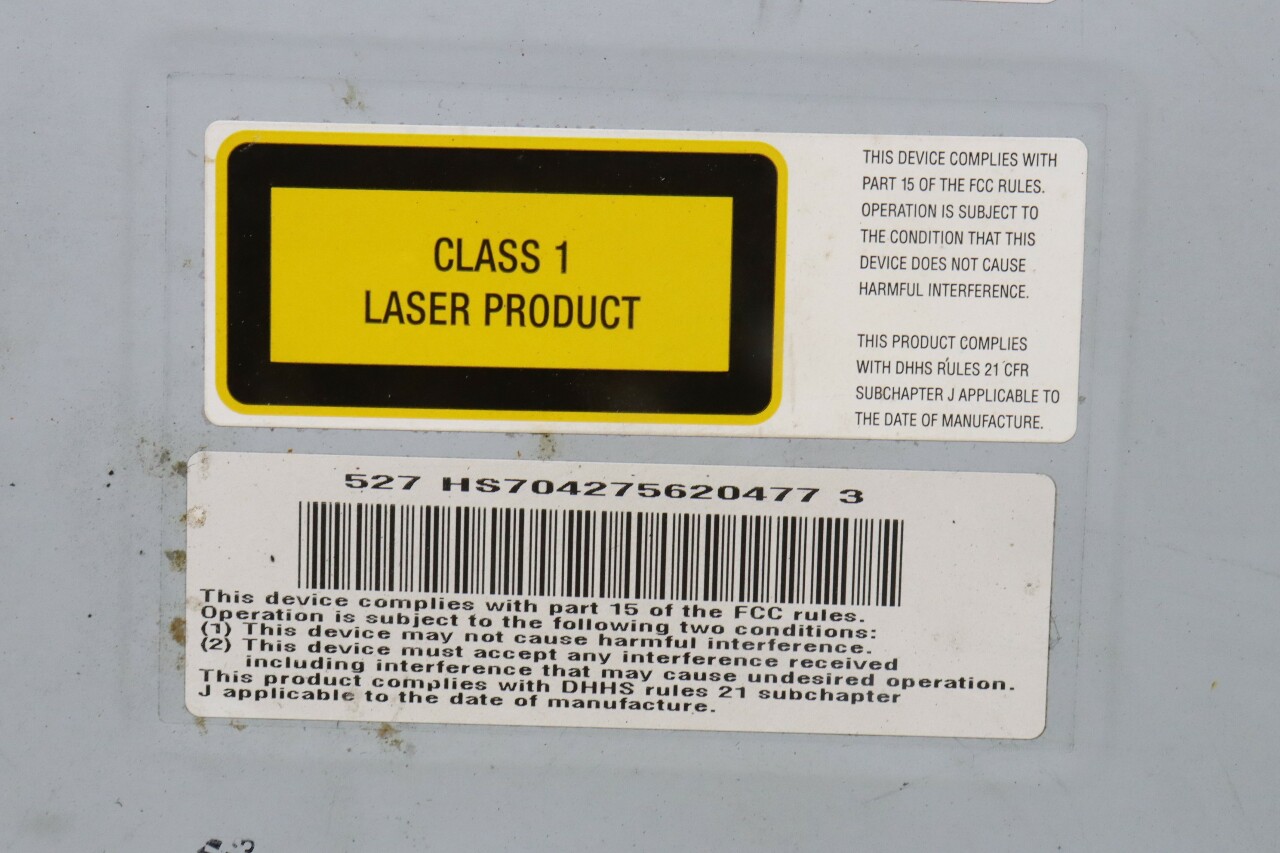 CLASS 1
LASER PRODUCT
THIS DEVICE COMPLIES WITH
PART 15 OF THE FCC RULES.
OPERATION IS SUBJECT TO
THE CONDITION THAT THIS
DEVICE DOES NOT CAUSE
HARMFUL INTERFERENCE.
THIS PRODUCT COMPLIES
WITH DHHS RULES 21 CFR
SUBCHAPTER J APPLICABLE TO
THE DATE OF MANUFACTURE.
527 HS704275620477 3
This device complies with part 15 of the FCC rules.
Operation is subject to the following two conditions:
(1) This device may not cause harmful interference.
(2) This device must accept any interference received
including interference that may cause undesired operation.
This product complies with DHHS rules 21 subchapter
J applicable to the date of manufacture.